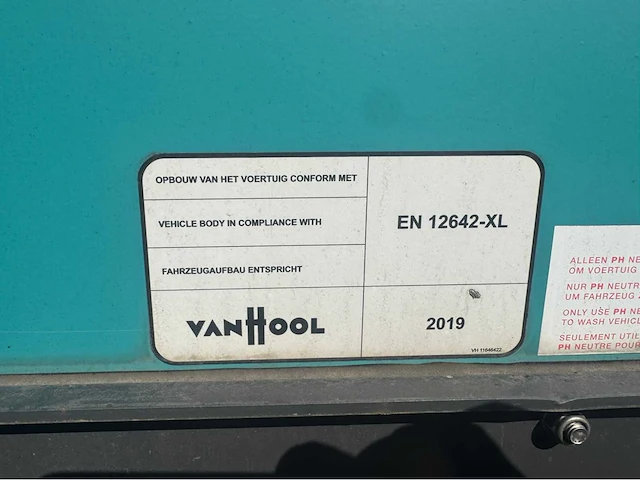 OPBOUW VAN HET VOERTUIG CONFORM MET
VEHICLE BODY IN COMPLIANCE WITH
FAHRZEUGAUFBAU ENTSPRICHT
EN 12642-XL
VANHOOL
2019
VH 11646422
ALLEEN PH NE
OM VOERTUIG
NUR PH NEUTR
UM FAHRZEUG
ONLY USE PH NE
TO WASH VEHIC
SEULEMENT UTIL
PH NEUTRE POUR